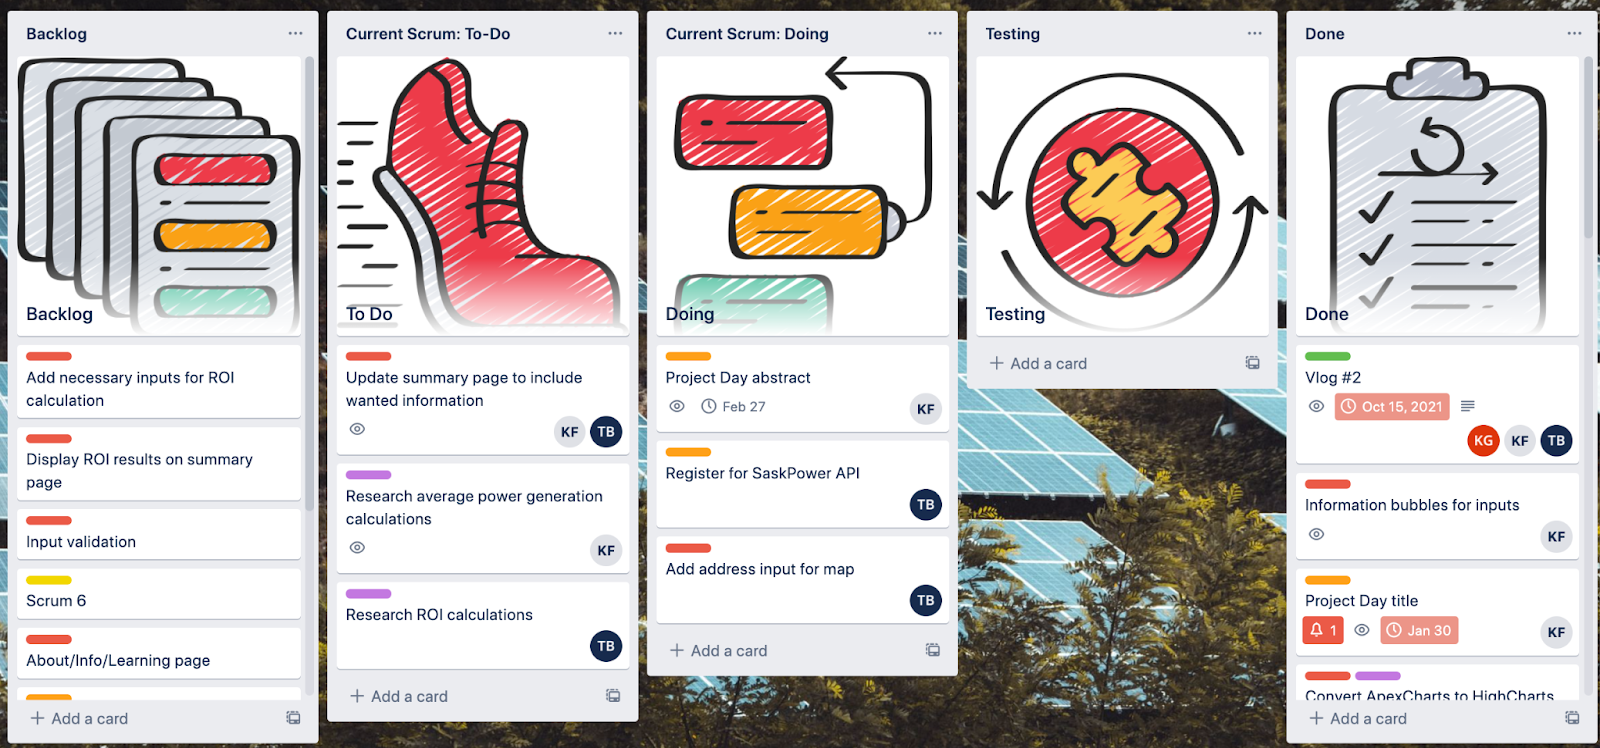 Backlog
Backlog
Add necessary inputs for ROI
calculation
Display ROI results on summary
page
Input validation
Scrum 6
About/Info/Learning page
Add a card
Current Scrum: To-Do
To Do
Update summary page to include
wanted information
KF TB
Research average power generation
calculations
KF
Research ROI calculations
TB
Add a card
Current Scrum: Doing
Doing
Project Day abstract
Feb 27
KF
Register for SaskPower API
TB
Add address input for map
TB
Add a card
Testing
Testing
Add a card
Done
Done
Vlog #2
Oct 15, 2021
KG KF TB
Information bubbles for inputs
KF
Project Day title
1 Jan 30
KF
Convert ApexCharts to HighCharts
Add a card